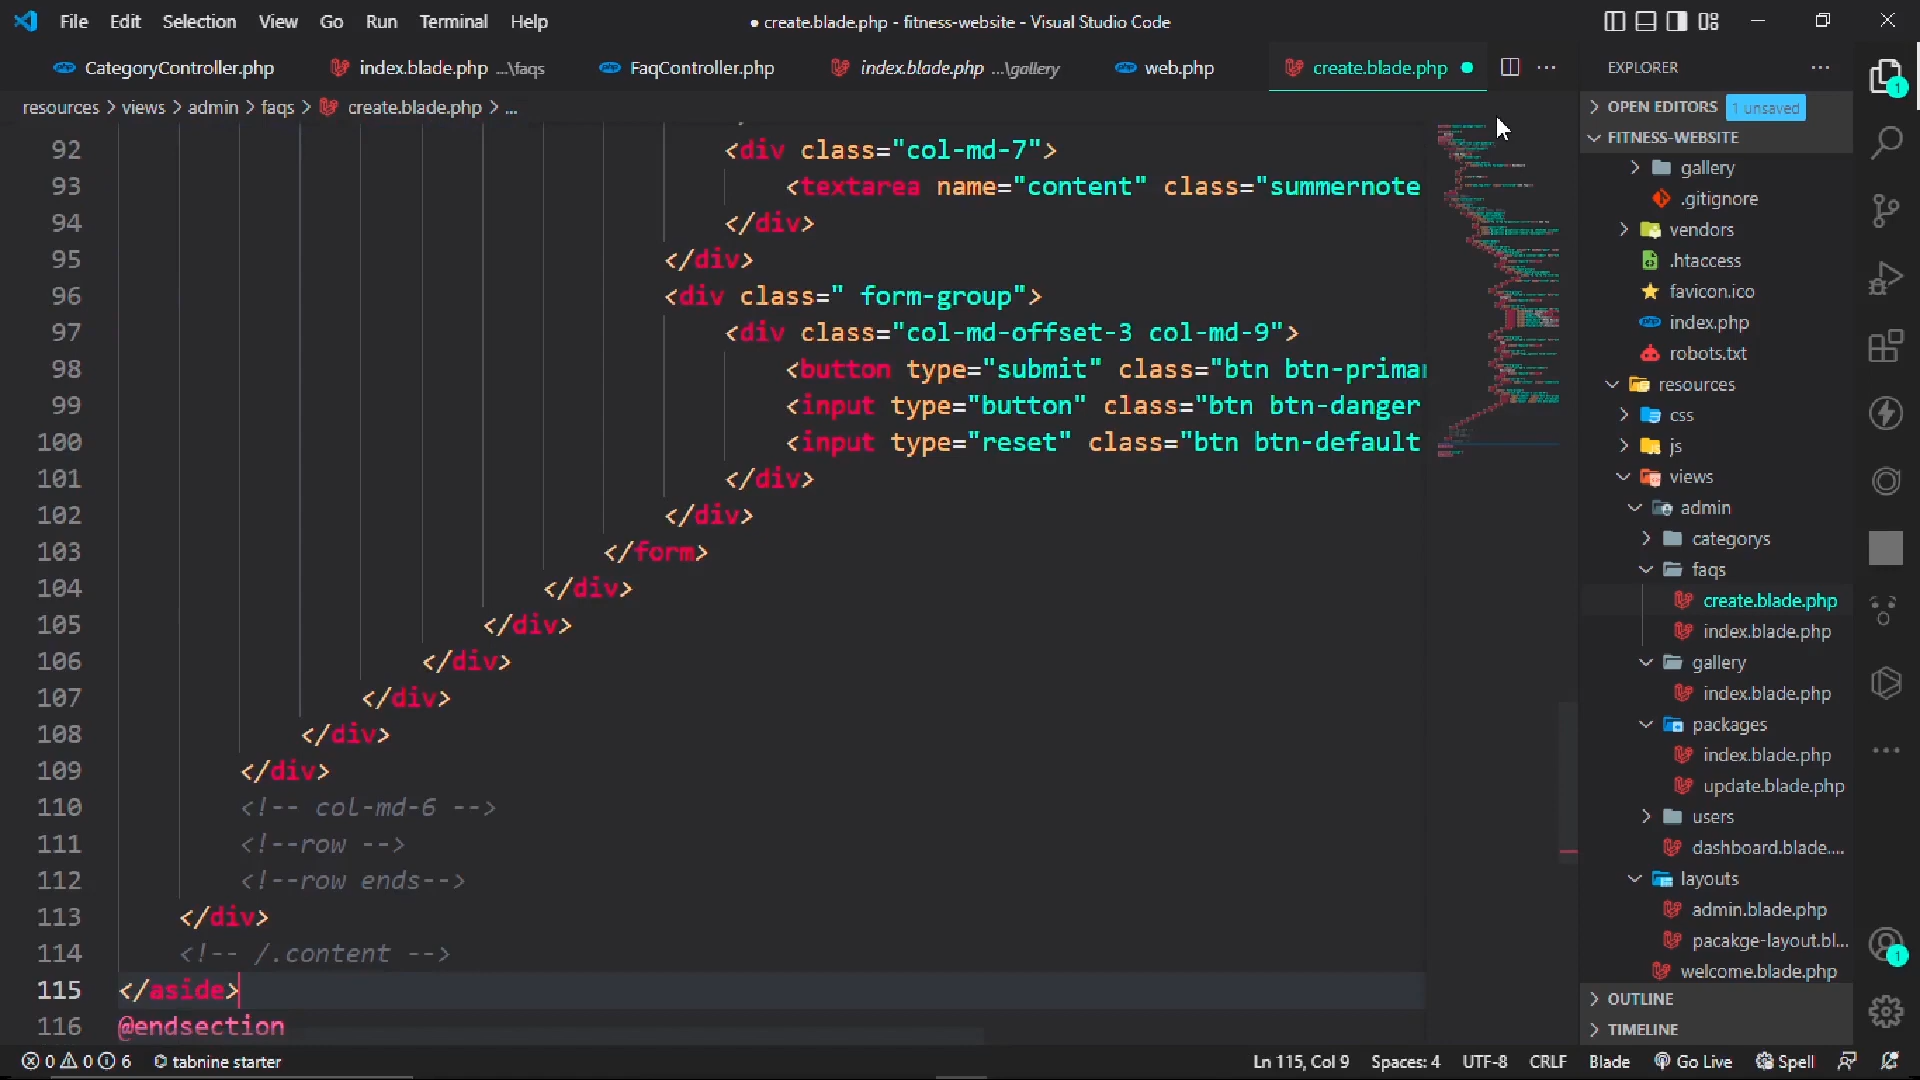 File Edit Selection View Go Run Terminal Help
● create.blade.php - fitness-website - Visual Studio Code
CategoryController.php
index.blade.php ...\faqs
FaqController.php
index.blade.php ...\gallery
web.php
create.blade.php
resources > views > admin > faqs > create.blade.php > ...
92 <div class="col-md-7">
93 <textarea name="content" class="summernote
94 </div>
95 </div>
96 <div class=" form-group">
97 <div class="col-md-offset-3 col-md-9">
98 <button type="submit" class="btn btn-primar
99 <input type="button" class="btn btn-danger
100 <input type="reset" class="btn btn-default
101 </div>
102 </div>
103 </form>
104 </div>
105 </div>
106 </div>
107 </div>
108 </div>
109 </div>
110 <!-- col-md-6 -->
111 <!--row -->
112 <!--row ends-->
113 </div>
114 <!-- /.content -->
115 </aside>
116 @endsection
EXPLORER
OPEN EDITORS 1 unsaved
FITNESS-WEBSITE
gallery
.gitignore
vendors
.htaccess
favicon.ico
index.php
robots.txt
resources
css
js
views
admin
categorys
faqs
create.blade.php
index.blade.php
gallery
index.blade.php
packages
index.blade.php
update.blade.php
users
dashboard.blade....
layouts
admin.blade.php
pacakge-layout.bl...
welcome.blade.php
OUTLINE
TIMELINE
1
1
0 0 6 tabnine starter
Ln 115, Col 9 Spaces: 4 UTF-8 CRLF Blade Go Live Spell